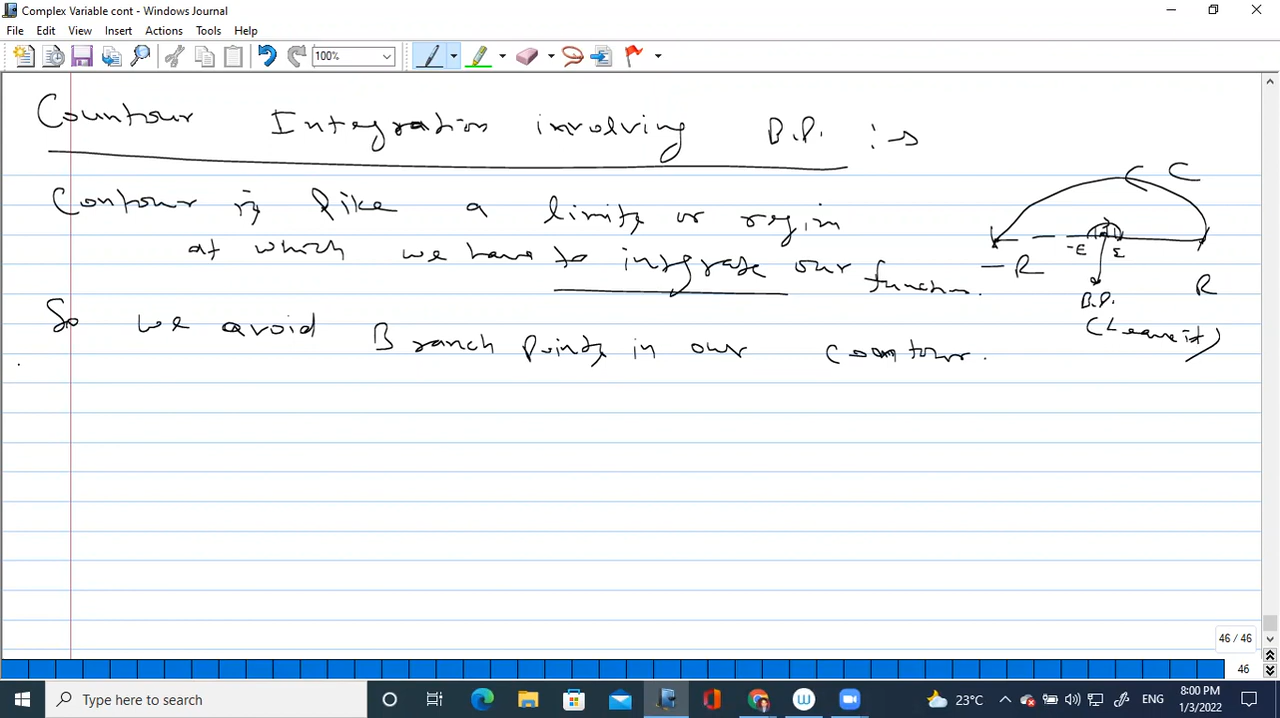 Complex Variable cont - Windows Journal
File Edit View Insert Actions Tools Help
100%
Countour Integration involving B.P. :-
Contour is like a limits or region
at which we have to integrate our function.
So we avoid Branch points in our contour.
C
-R -ε ε R
B.P.
(Leave it)
46 / 46
46
Type here to search
23°C
ENG
8:00 PM
1/3/2022